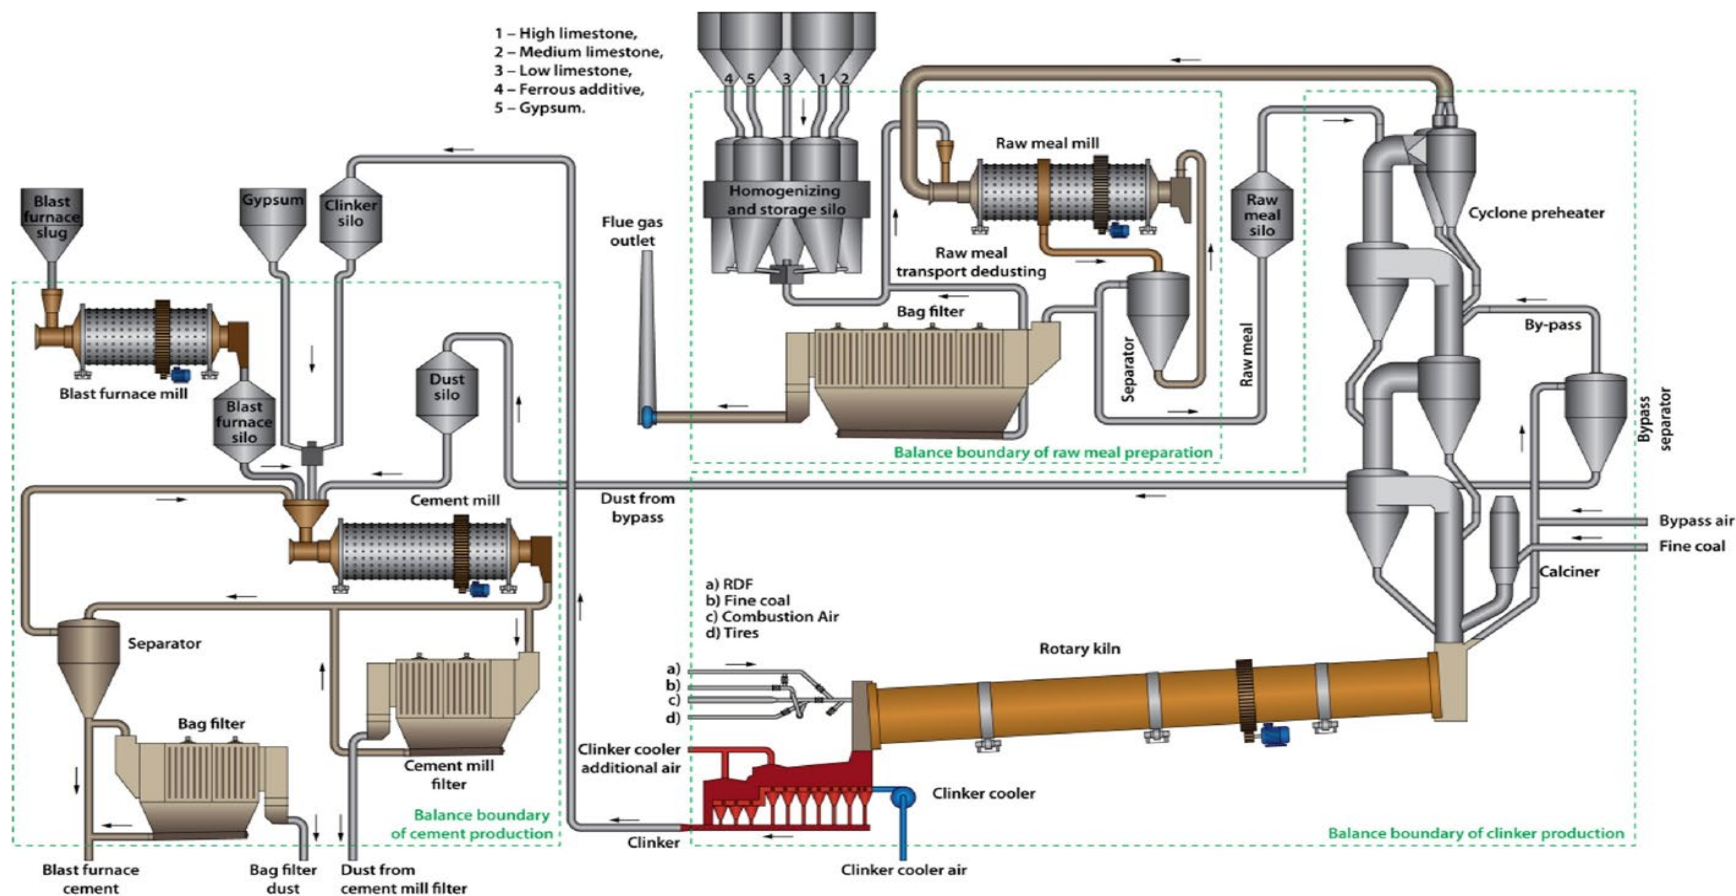 1 – High limestone,
2 – Medium limestone,
3 – Low limestone,
4 – Ferrous additive,
5 – Gypsum.
4 5 3 1 2
Homogenizing
and storage silo
Raw meal mill
Raw meal
silo
Cyclone preheater
Flue gas
outlet
Raw meal
transport dedusting
Bag filter
Separator
Raw meal
By-pass
Bypass
separator
Balance boundary of raw meal preparation
Blast
furnace
slug
Gypsum
Clinker
silo
Blast furnace mill
Blast
furnace
silo
Dust
silo
Cement mill
Dust from
bypass
Bypass air
Fine coal
Calciner
a) RDF
b) Fine coal
c) Combustion Air
d) Tires
a)
b)
c)
d)
Rotary kiln
Separator
Bag filter
Cement mill
filter
Clinker cooler
additional air
Clinker cooler
Clinker
Clinker cooler air
Balance boundary
of cement production
Balance boundary of clinker production
Blast furnace
cement
Bag filter
dust
Dust from
cement mill filter